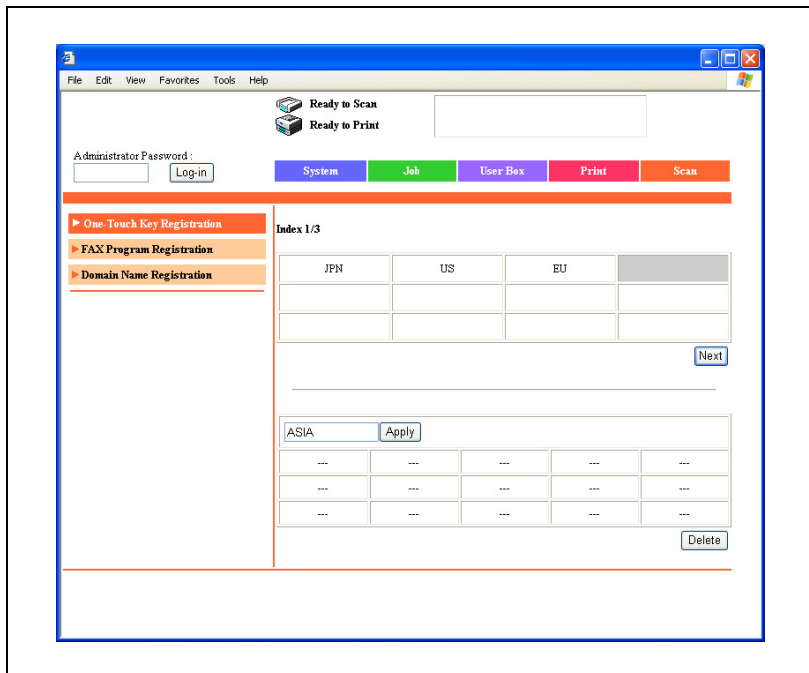 File Edit View Favorites Tools Help
Ready to Scan
Ready to Print
Administrator Password :
Log-in
System Job User Box Print Scan
One-Touch Key Registration
FAX Program Registration
Domain Name Registration
Index 1/3
JPN US EU
Next
ASIA Apply
--- --- --- --- ---
--- --- --- --- ---
--- --- --- --- ---
Delete